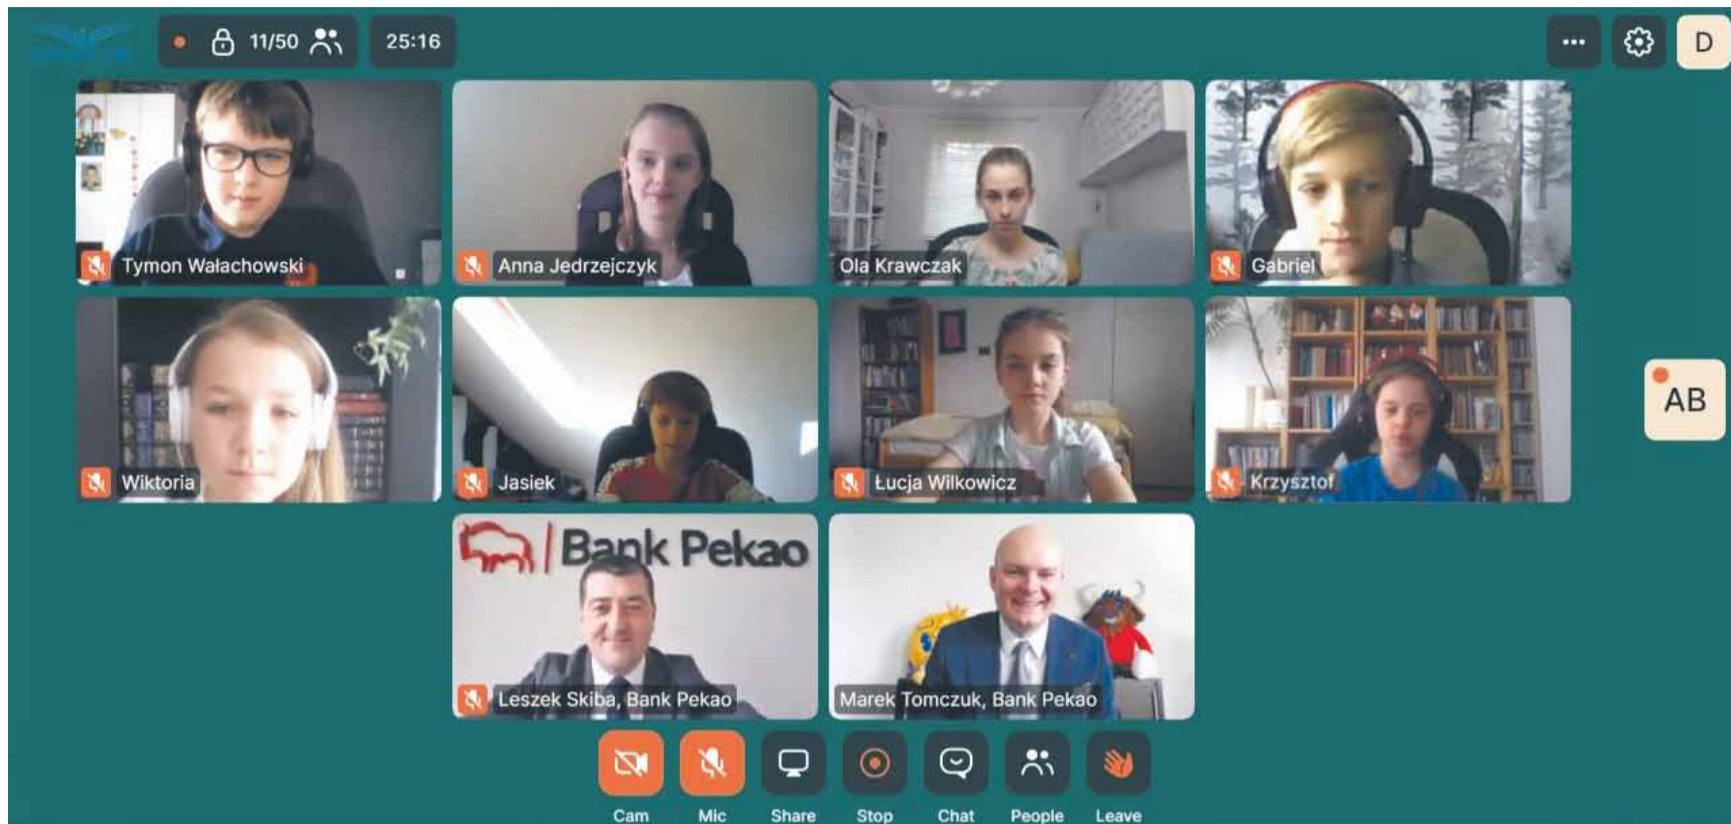 11/50
25:16
D
Tymon Wałachowski
Anna Jedrzejczyk
Ola Krawczak
Gabriel
Wiktoria
Jasiek
Łucja Wilkowicz
Krzysztof
AB
Bank Pekao
Leszek Skiba, Bank Pekao
Marek Tomczuk, Bank Pekao
Cam
Mic
Share
Stop
Chat
People
Leave